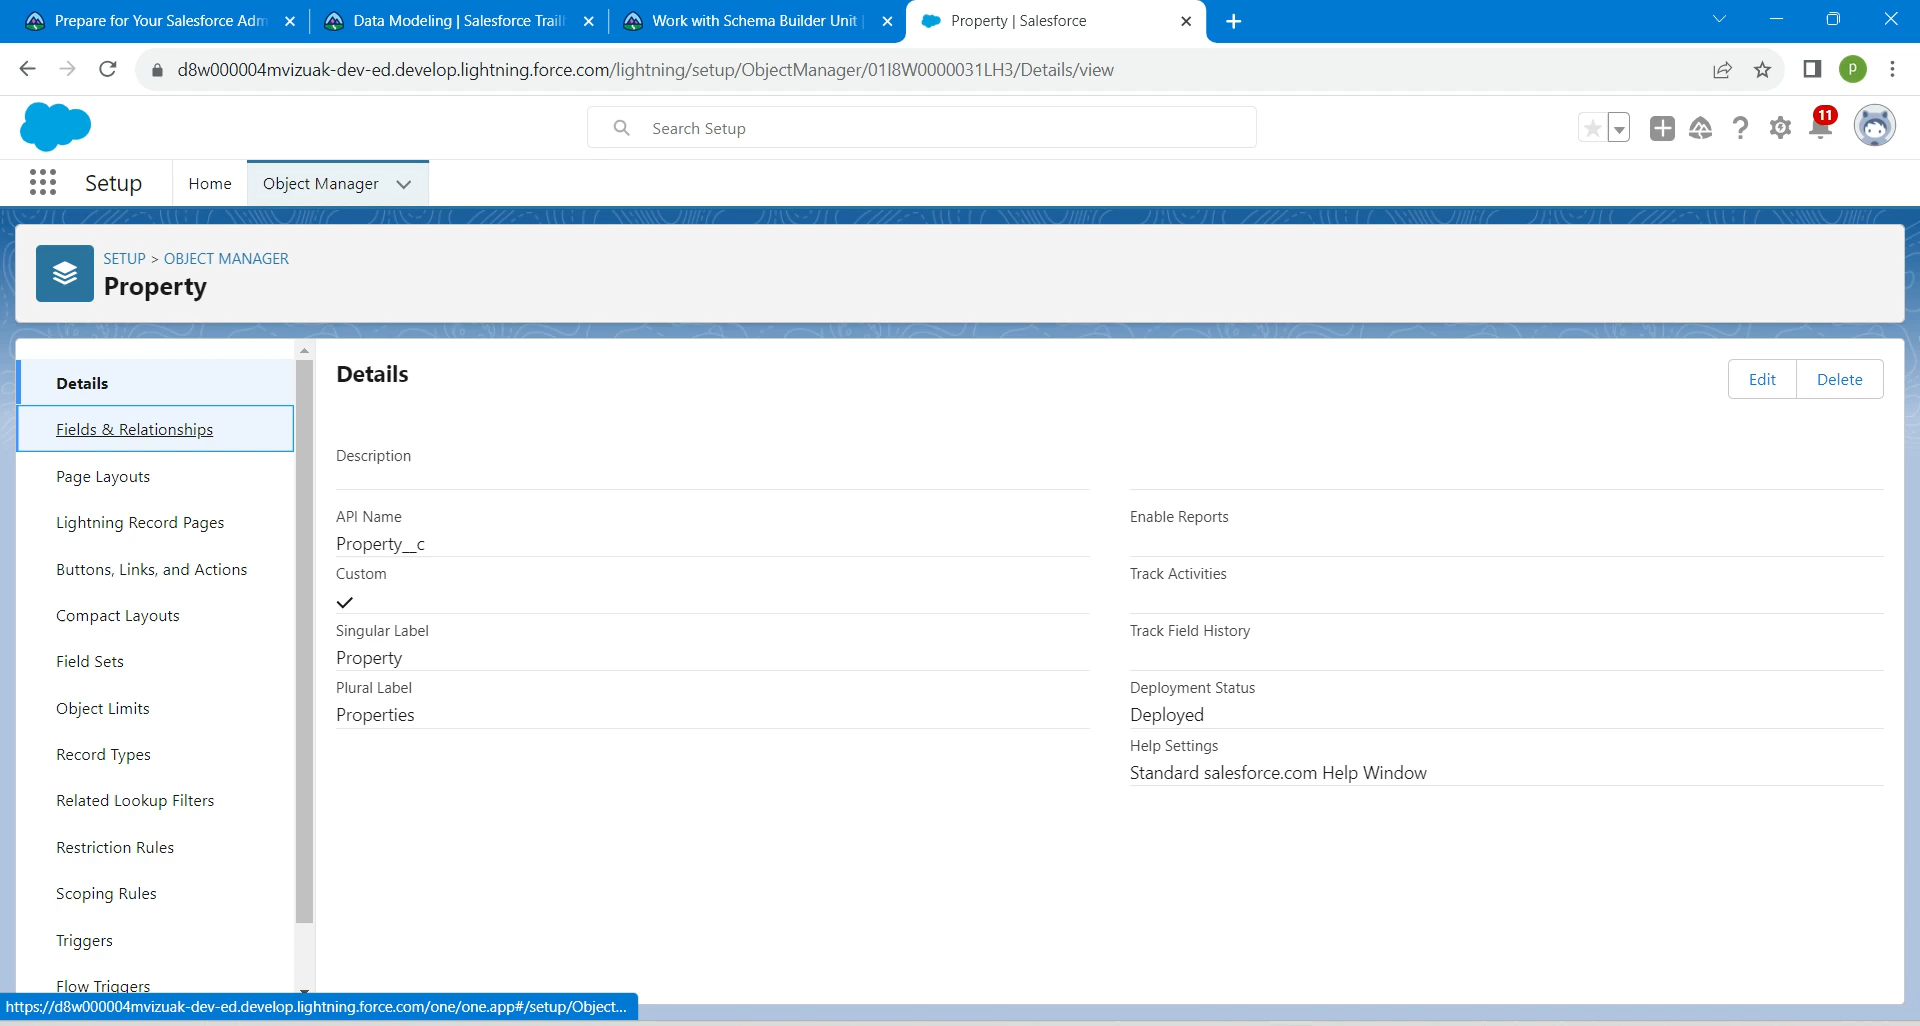 Prepare for Your Salesforce Adm
Data Modeling | Salesforce Trail
Work with Schema Builder Unit |
Property | Salesforce
d8w000004mvizuak-dev-ed.develop.lightning.force.com/lightning/setup/ObjectManager/01I8W0000031LH3/Details/view
P
Search Setup
11
Setup
Home
Object Manager
SETUP > OBJECT MANAGER
Property
Details
Fields & Relationships
Page Layouts
Lightning Record Pages
Buttons, Links, and Actions
Compact Layouts
Field Sets
Object Limits
Record Types
Related Lookup Filters
Restriction Rules
Scoping Rules
Triggers
Flow Triggers
Details
Edit
Delete
Description
API Name
Property__c
Custom
Singular Label
Property
Plural Label
Properties
Enable Reports
Track Activities
Track Field History
Deployment Status
Deployed
Help Settings
Standard salesforce.com Help Window
https://d8w000004mvizuak-dev-ed.develop.lightning.force.com/one/one.app#/setup/Object...